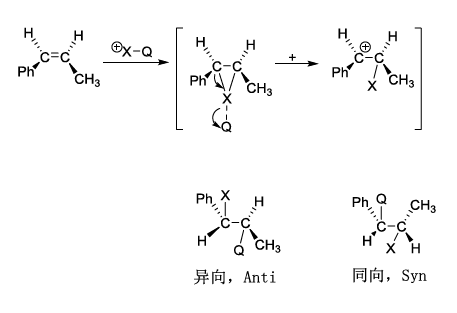 H H
C=C
Ph CH3
⊕X-Q
H H
C-C
Ph CH3
X
Q
+
H ⊕ H
C-C
Ph CH3
X
Ph X H
C-C
H Q CH3
异向, Anti
Ph Q CH3
C-C
H X H
同向, Syn